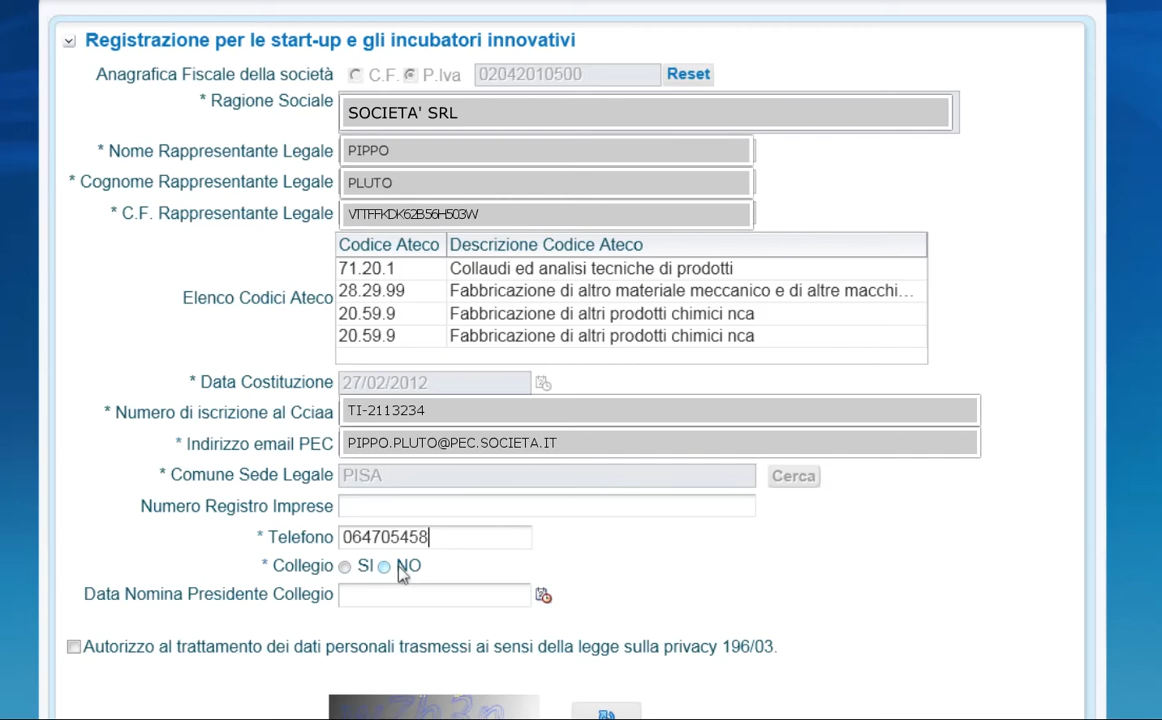 Registrazione per le start-up e gli incubatori innovativi
Anagrafica Fiscale della società C.F. P.Iva 02042010500 Reset
* Ragione Sociale SOCIETA' SRL
* Nome Rappresentante Legale PIPPO
* Cognome Rappresentante Legale PLUTO
* C.F. Rappresentante Legale VTTFFKDK62B56H503W
Codice Ateco Descrizione Codice Ateco
71.20.1 Collaudi ed analisi tecniche di prodotti
28.29.99 Fabbricazione di altro materiale meccanico e di altre macchi...
Elenco Codici Ateco
20.59.9 Fabbricazione di altri prodotti chimici nca
20.59.9 Fabbricazione di altri prodotti chimici nca
* Data Costituzione 27/02/2012
* Numero di iscrizione al Cciaa TI-2113234
* Indirizzo email PEC PIPPO.PLUTO@PEC.SOCIETA.IT
* Comune Sede Legale PISA Cerca
Numero Registro Imprese
* Telefono 064705458
* Collegio SI NO
Data Nomina Presidente Collegio
Autorizzo al trattamento dei dati personali trasmessi ai sensi della legge sulla privacy 196/03.